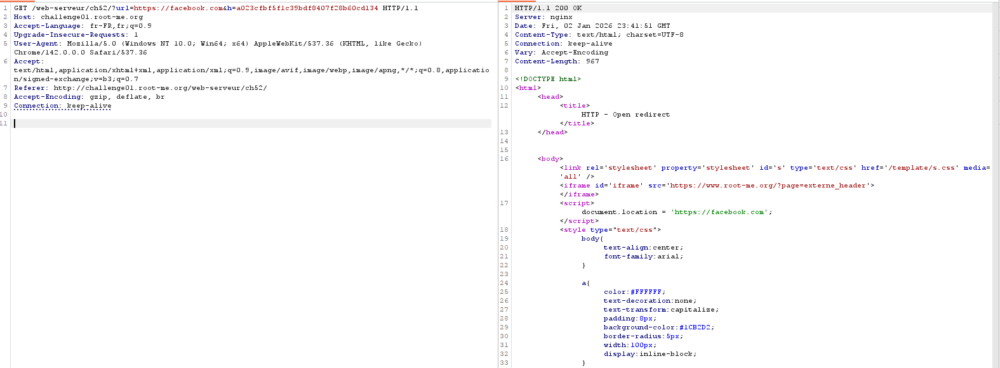 1 GET /web-serveur/ch52/?url=https://facebook.com&h=a023cfbf5f1c39bdf8407f28b60cd134 HTTP/1.1
2 Host: challenge01.root-me.org
3 Accept-Language: fr-FR,fr;q=0.9
4 Upgrade-Insecure-Requests: 1
5 User-Agent: Mozilla/5.0 (Windows NT 10.0; Win64; x64) AppleWebKit/537.36 (KHTML, like Gecko)
Chrome/142.0.0.0 Safari/537.36
6 Accept:
text/html,application/xhtml+xml,application/xml;q=0.9,image/avif,image/webp,image/apng,*/*;q=0.8,applicatio
n/signed-exchange;v=b3;q=0.7
7 Referer: http://challenge01.root-me.org/web-serveur/ch52/
8 Accept-Encoding: gzip, deflate, br
9 Connection: keep-alive
10
11
1 HTTP/1.1 200 OK
2 Server: nginx
3 Date: Fri, 02 Jan 2026 23:41:51 GMT
4 Content-Type: text/html; charset=UTF-8
5 Connection: keep-alive
6 Vary: Accept-Encoding
7 Content-Length: 967
8
9 <!DOCTYPE html>
10 <html>
11 <head>
12 <title>
HTTP - Open redirect
</title>
13 </head>
14
15
16 <body>
<link rel='stylesheet' property='stylesheet' id='s' type='text/css' href='/template/s.css' media=
'all' />
<iframe id='iframe' src='https://www.root-me.org/?page=externe_header'>
</iframe>
17 <script>
document.location = 'https://facebook.com';
</script>
18 <style type="text/css">
19 body{
20 text-align:center;
21 font-family:arial;
22 }
23
24 a{
25 color:#FFFFFF;
26 text-decoration:none;
27 text-transform:capitalize;
28 padding:8px;
29 background-color:#1CB2D2;
30 border-radius:5px;
31 width:100px;
32 display:inline-block;
33 }